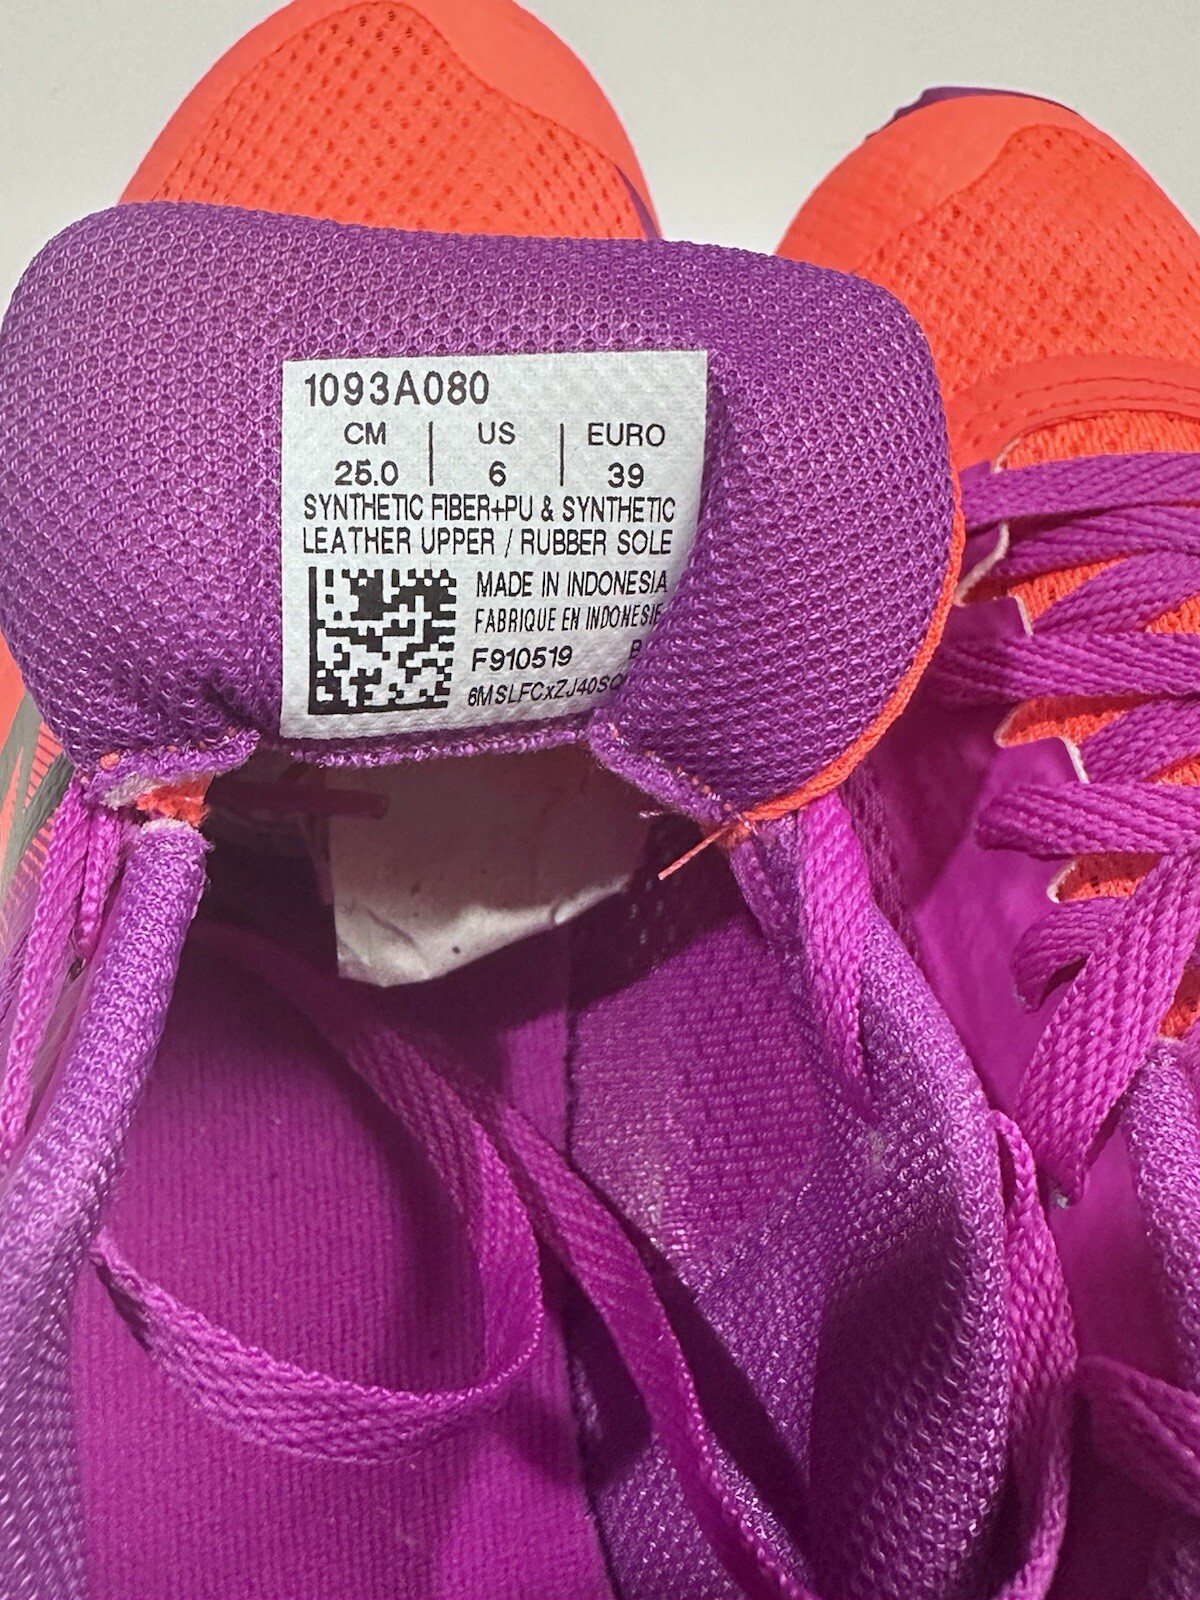 1093A080
CM | US | EURO
25.0 | 6 | 39
SYNTHETIC FIBER+PU & SYNTHETIC
LEATHER UPPER / RUBBER SOLE
MADE IN INDONESIA
FABRIQUE EN INDONESIE
F910519 B